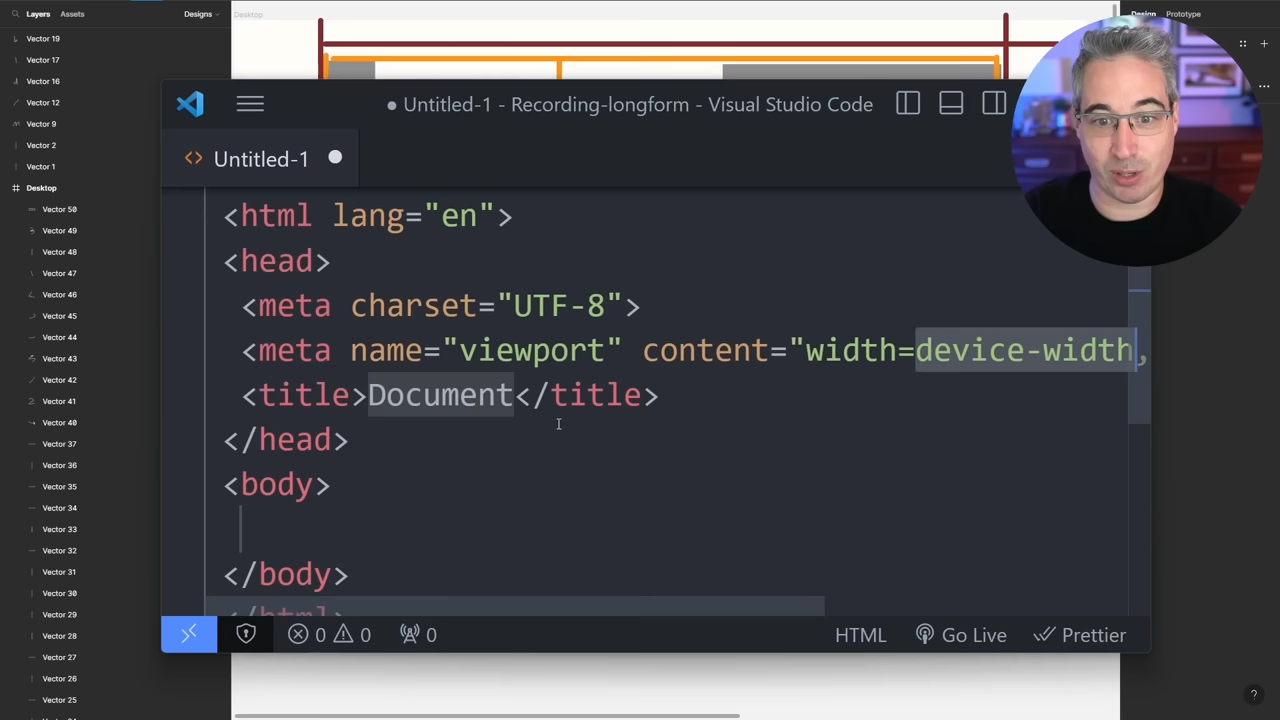 Layers
Assets
Designs
Desktop
Design
Prototype
Vector 19
Vector 17
Vector 16
Vector 12
Vector 9
Vector 2
Vector 1
Desktop
Vector 50
Vector 49
Vector 48
Vector 47
Vector 46
Vector 45
Vector 44
Vector 43
Vector 42
Vector 41
Vector 40
Vector 37
Vector 36
Vector 35
Vector 34
Vector 33
Vector 32
Vector 31
Vector 30
Vector 29
Vector 28
Vector 27
Vector 26
Vector 25
● Untitled-1 - Recording-longform - Visual Studio Code
<> Untitled-1
<html lang="en">
<head>
<meta charset="UTF-8">
<meta name="viewport" content="width=device-width,
<title>Document</title>
</head>
<body>
</body>
</html>
0 0 0
HTML
Go Live
Prettier
?